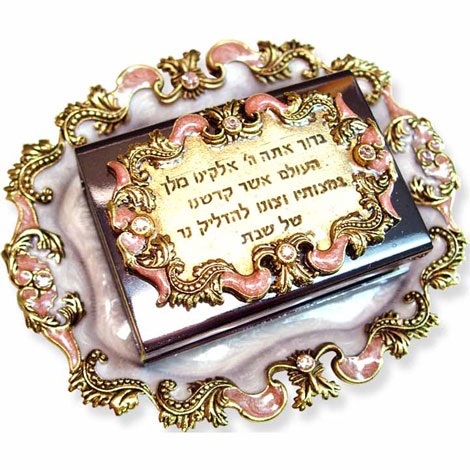 ברוך אתה ה' אלקינו מלך
העולם אשר קדשנו
במצותיו וצונו להדליק נר
של שבת